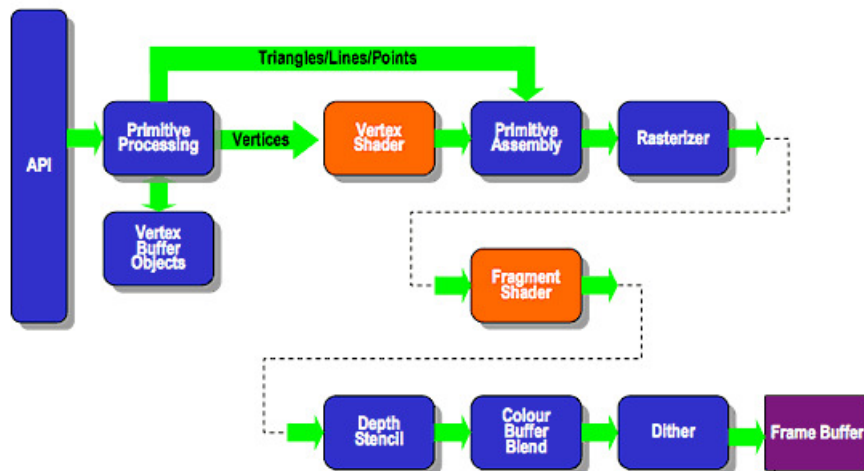 Triangles/Lines/Points
API
Primitive
Processing
Vertices
Vertex
Shader
Primitive
Assembly
Rasterizer
Vertex
Buffer
Objects
Fragment
Shader
Depth
Stencil
Colour
Buffer
Blend
Dither
Frame Buffer